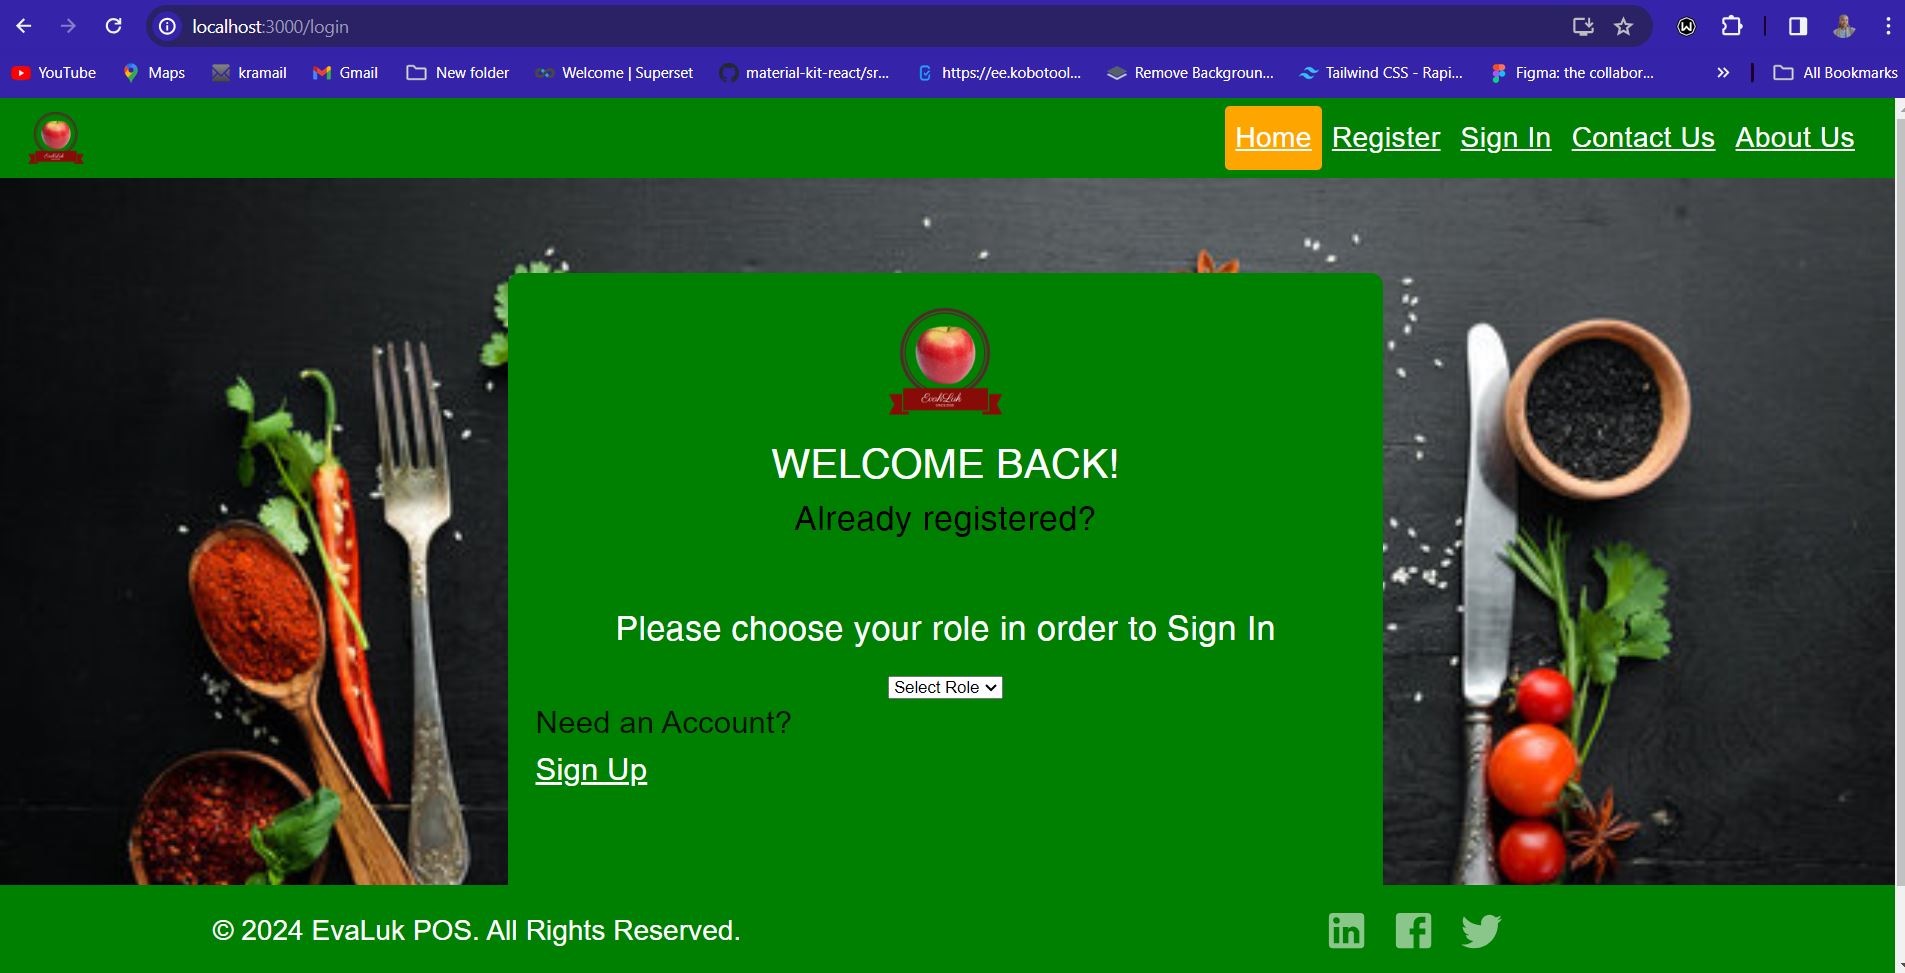 localhost:3000/login
YouTube Maps kramail Gmail New folder Welcome | Superset material-kit-react/sr... https://ee.kobotool... Remove Backgroun... Tailwind CSS - Rapi... Figma: the collabor... » All Bookmarks
Home Register Sign In Contact Us About Us
WELCOME BACK!
Already registered?
Please choose your role in order to Sign In
Select Role
Need an Account?
Sign Up
© 2024 EvaLuk POS. All Rights Reserved.